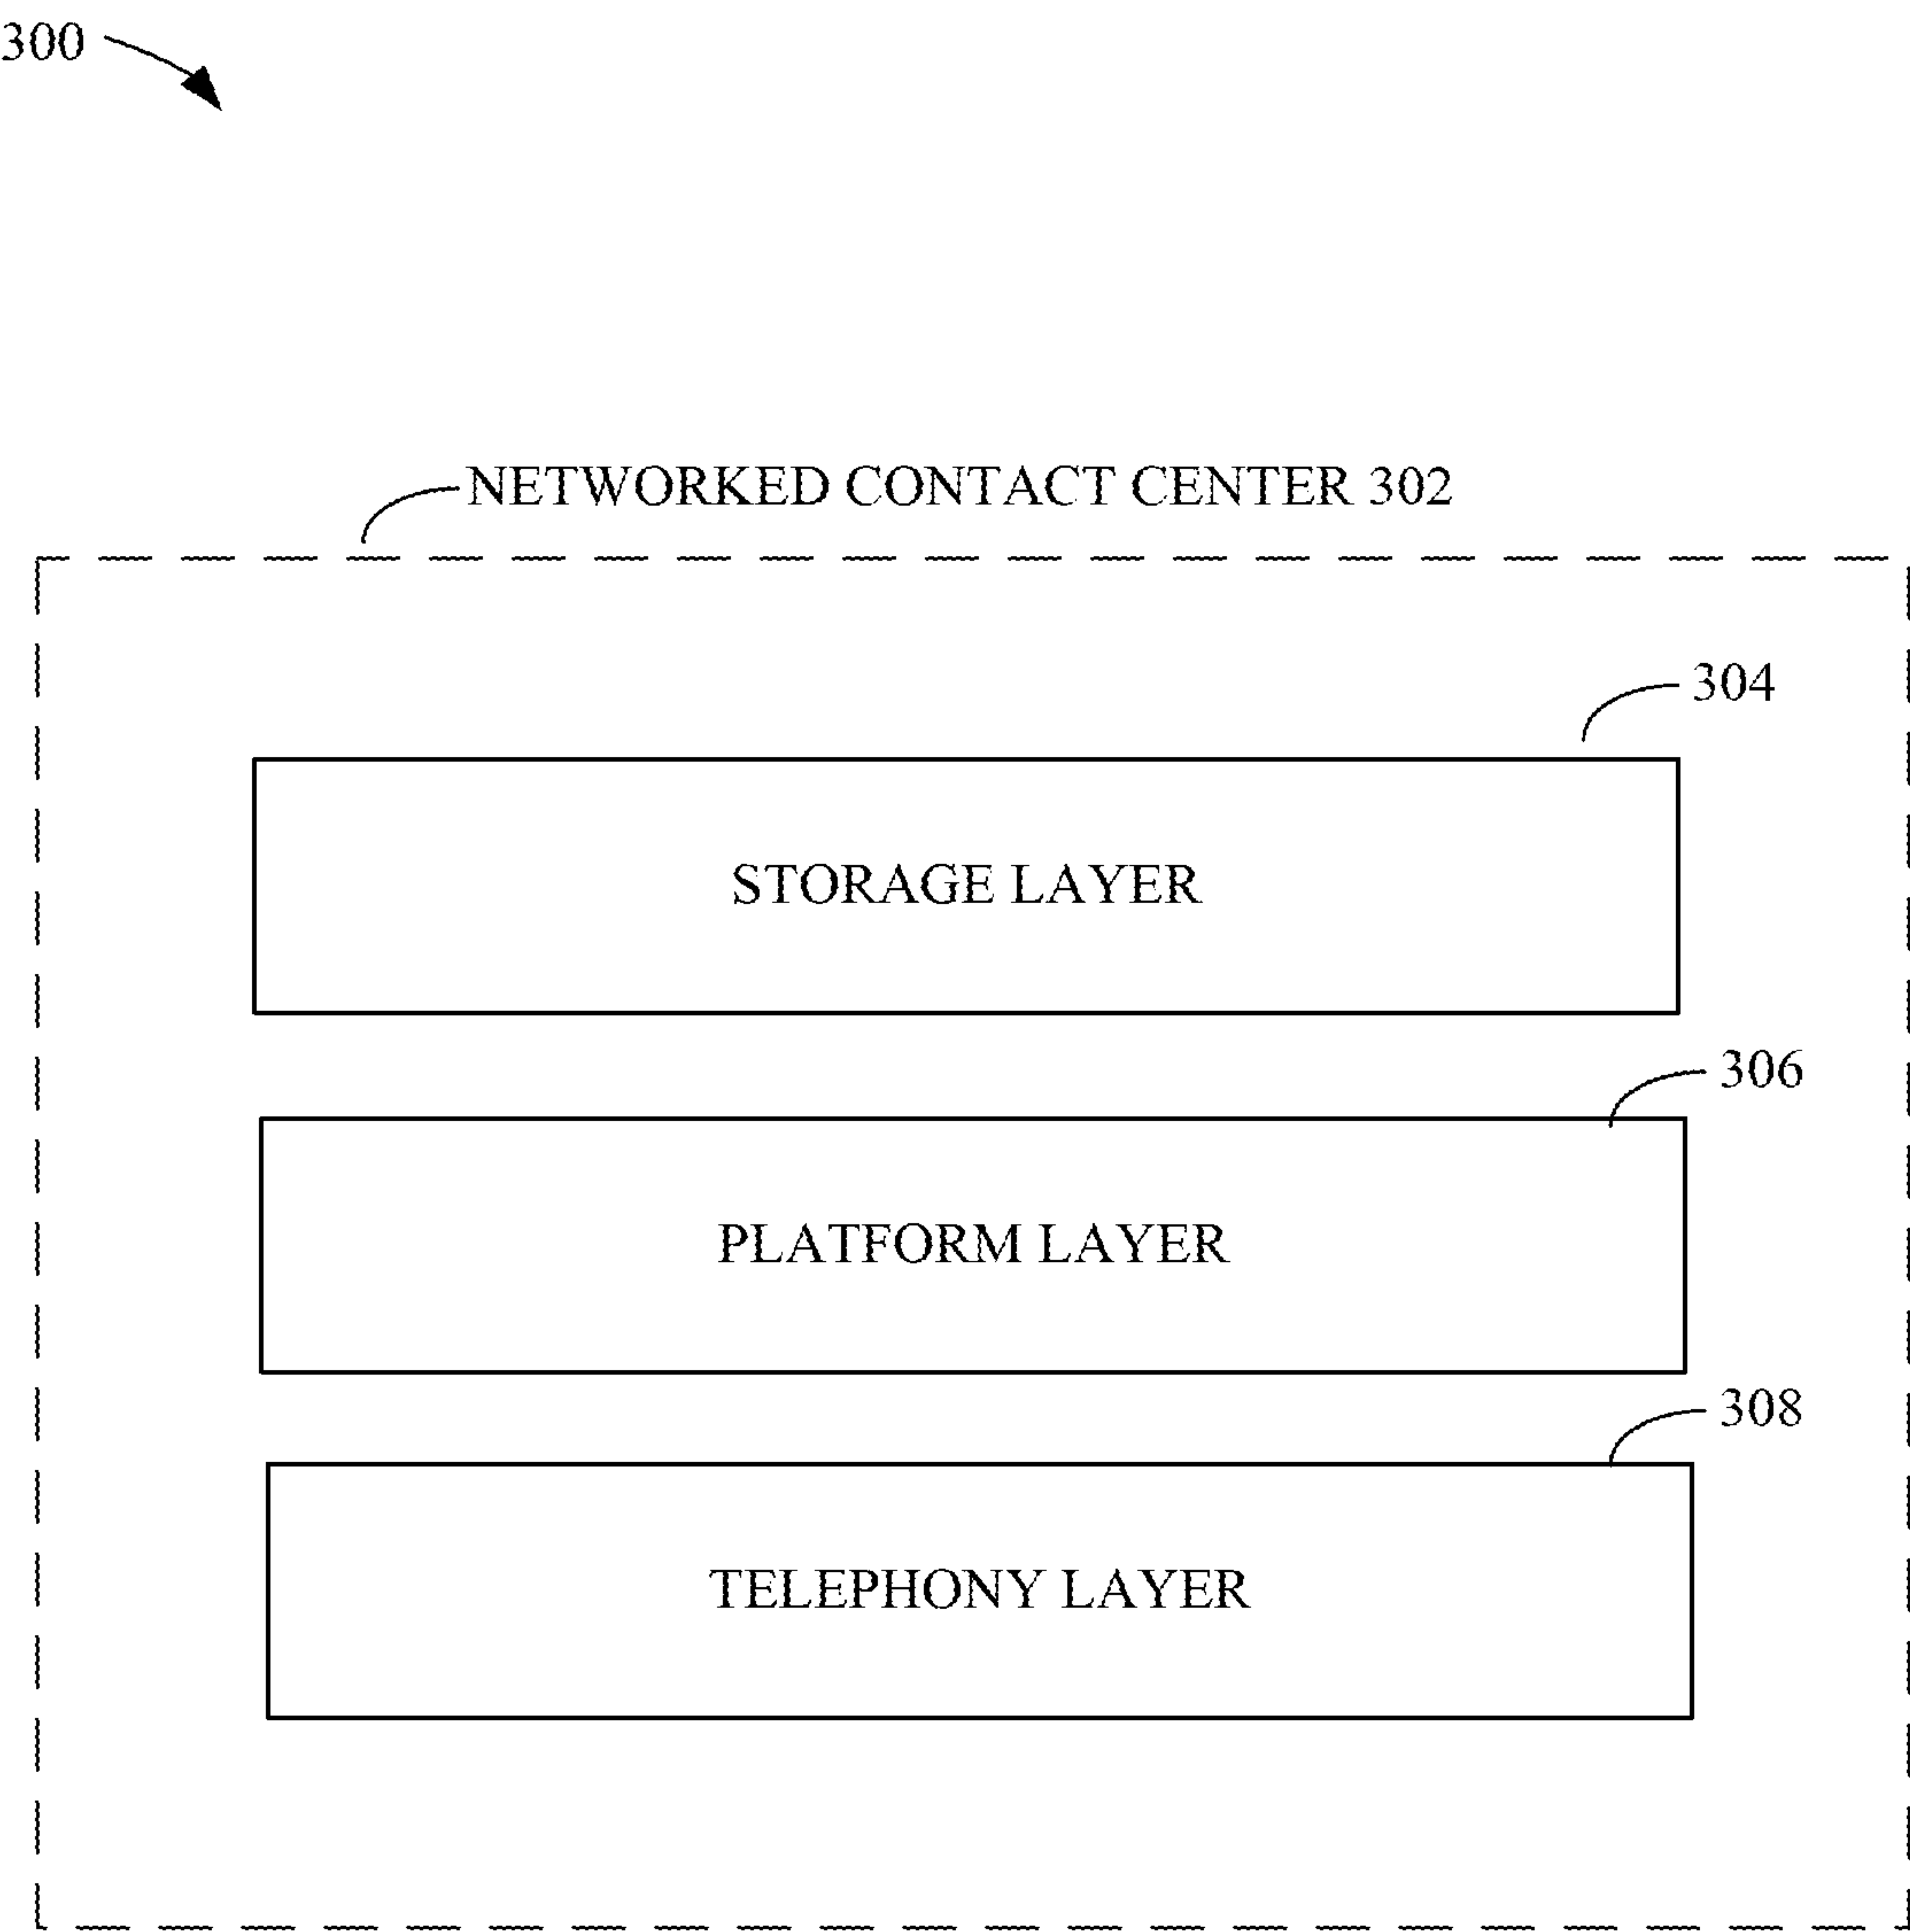 300
NETWORKED CONTACT CENTER 302
304
STORAGE LAYER
306
PLATFORM LAYER
308
TELEPHONY LAYER